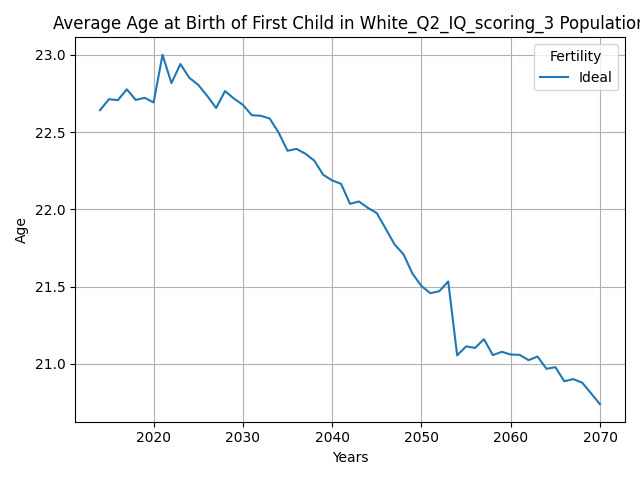 Average Age at Birth of First Child in White_Q2_IQ_scoring_3 Population
23.0
22.5
22.0
21.5
21.0
Age
Fertility
Ideal
2020 2030 2040 2050 2060 2070
Years